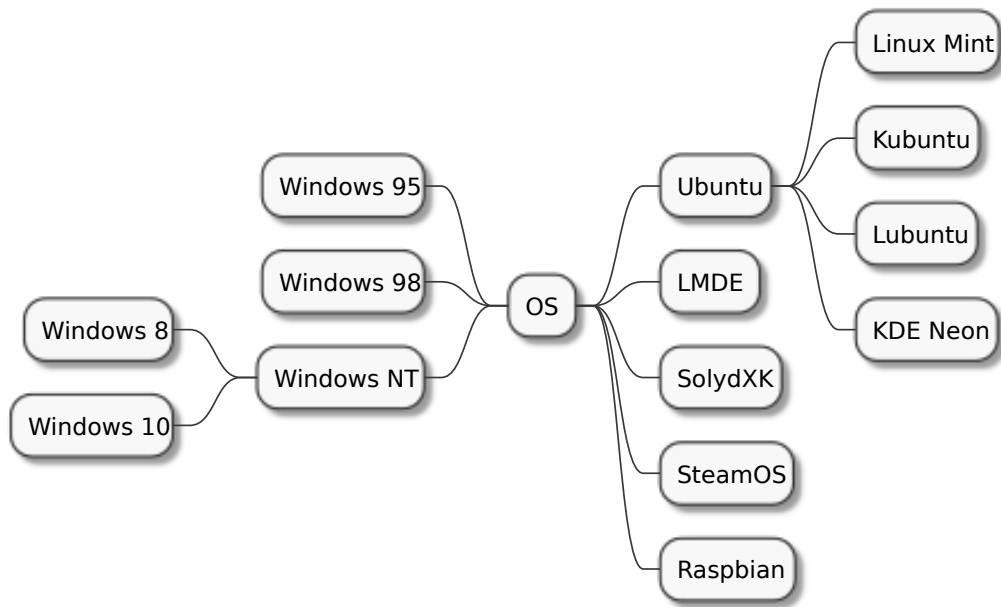 OS
Ubuntu
Linux Mint
Kubuntu
Lubuntu
KDE Neon
LMDE
SolydXK
SteamOS
Raspbian
Windows 95
Windows 98
Windows NT
Windows 8
Windows 10